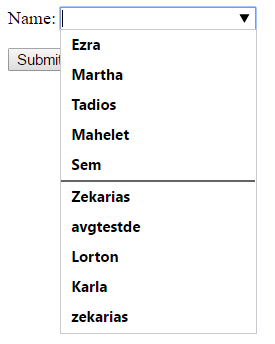 Name:
Ezra
Martha
Submit
Tadios
Mahelet
Sem
Zekarias
avgtestde
Lorton
Karla
zekarias